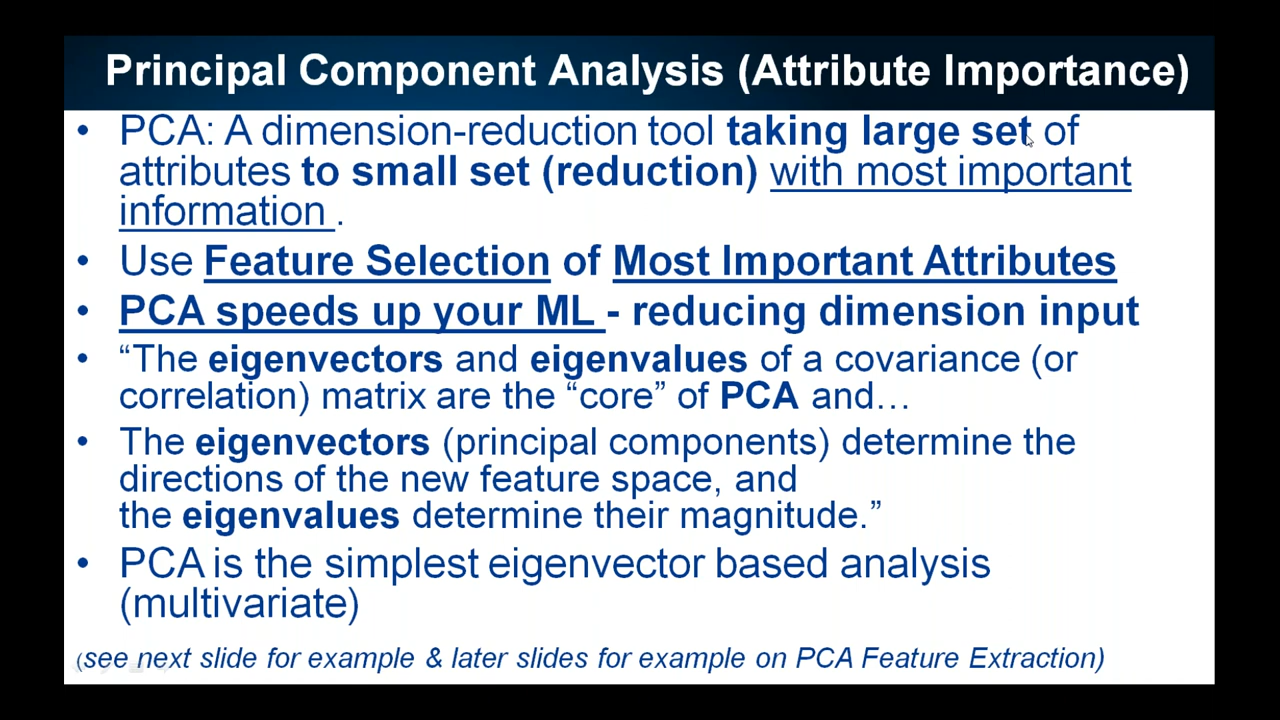 Principal Component Analysis (Attribute Importance)
• PCA: A dimension-reduction tool taking large set of
attributes to small set (reduction) with most important
information .
• Use Feature Selection of Most Important Attributes
• PCA speeds up your ML - reducing dimension input
• “The eigenvectors and eigenvalues of a covariance (or
correlation) matrix are the “core” of PCA and…
• The eigenvectors (principal components) determine the
directions of the new feature space, and
the eigenvalues determine their magnitude.”
• PCA is the simplest eigenvector based analysis
(multivariate)
(see next slide for example & later slides for example on PCA Feature Extraction)